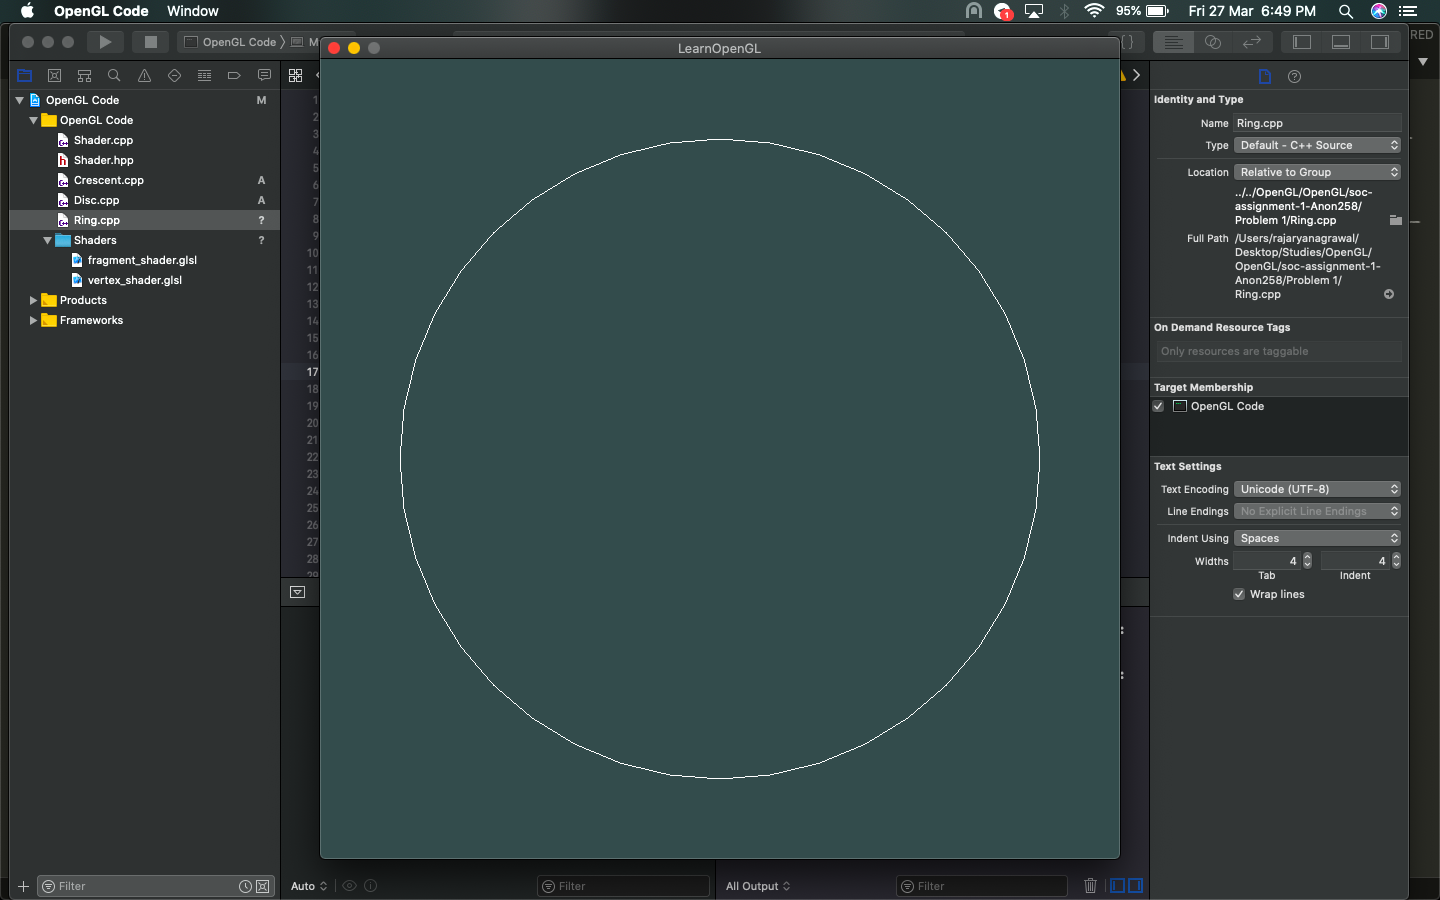 OpenGL Code Window 1 95% Fri 27 Mar 6:49 PM
OpenGL Code M
LearnOpenGL
{} RED
OpenGL Code M
OpenGL Code
Shader.cpp
Shader.hpp
Crescent.cpp A
Disc.cpp A
Ring.cpp ?
Shaders ?
fragment_shader.glsl
vertex_shader.glsl
Products
Frameworks
1
2
3
4
5
6
7
8
9
10
11
12
13
14
15
16
17
18
19
20
21
22
23
24
25
26
27
28
29
Identity and Type
Name Ring.cpp
Type Default - C++ Source
Location Relative to Group
../../OpenGL/OpenGL/soc-
assignment-1-Anon258/
Problem 1/Ring.cpp
Full Path /Users/rajaryanagrawal/
Desktop/Studies/OpenGL/
OpenGL/soc-assignment-1-
Anon258/Problem 1/
Ring.cpp
On Demand Resource Tags
Only resources are taggable
Target Membership
OpenGL Code
Text Settings
Text Encoding Unicode (UTF-8)
Line Endings No Explicit Line Endings
Indent Using Spaces
Widths 4 4
Tab Indent
Wrap lines
Filter
Auto Filter
All Output Filter